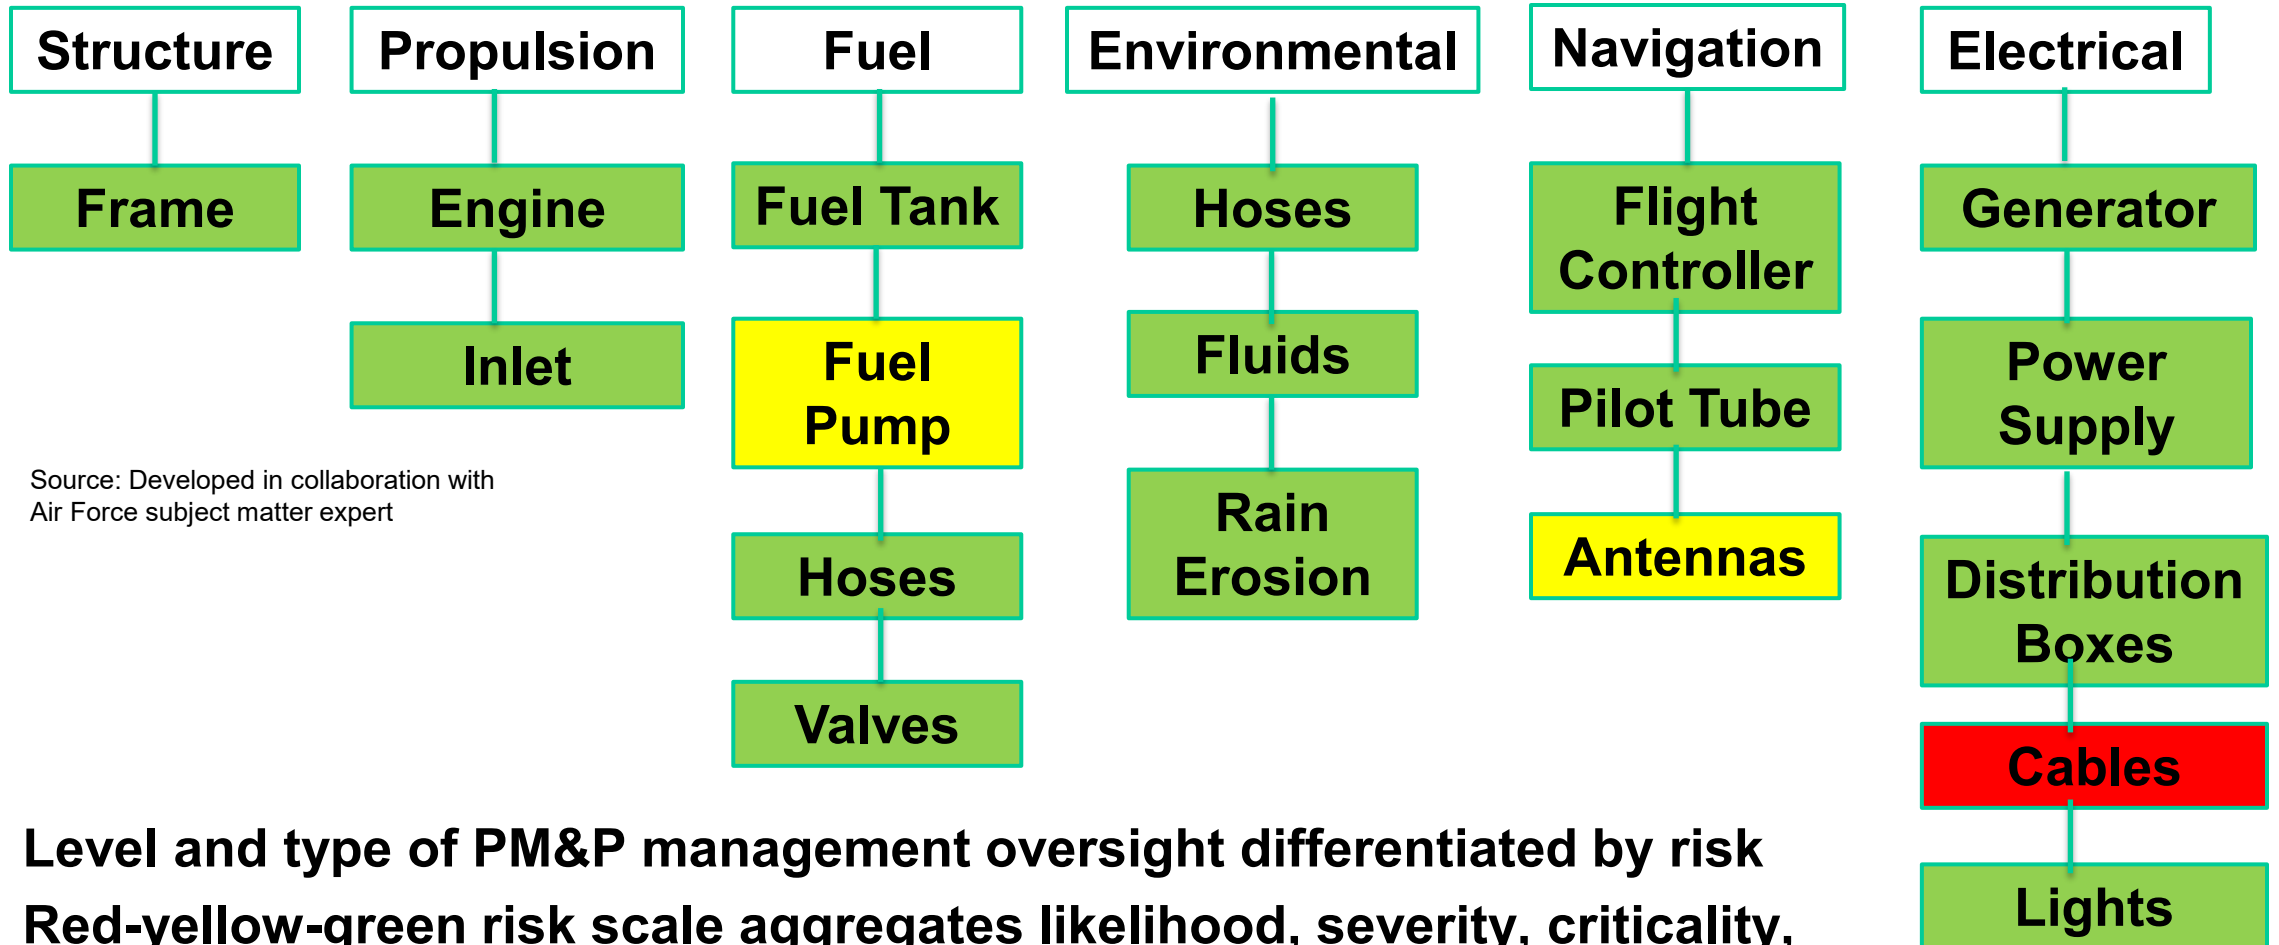 Structure
Propulsion
Fuel
Environmental
Navigation
Electrical
Frame
Engine
Fuel Tank
Hoses
Flight
Controller
Generator
Inlet
Fuel
Pump
Fluids
Pilot Tube
Power
Supply
Source: Developed in collaboration with
Air Force subject matter expert
Hoses
Rain
Erosion
Antennas
Distribution
Boxes
Valves
Cables
Lights
Level and type of PM&P management oversight differentiated by risk
Red-yellow-green risk scale aggregates likelihood, severity, criticality,